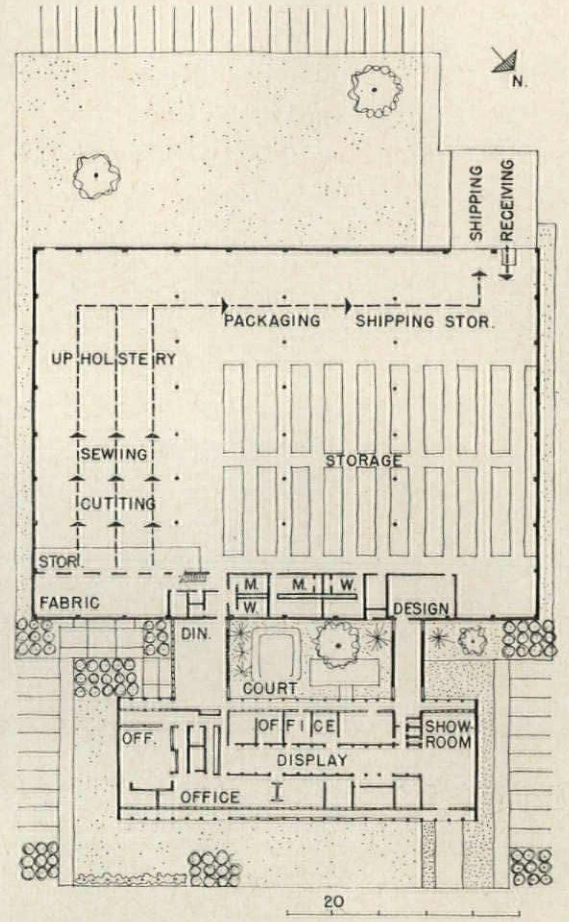 N.
SHIPPING
RECEIVING
PACKAGING
SHIPPING STOR.
UPHOLSTERY
SEWING
STORAGE
CUTTING
STOR.
FABRIC
M.
W.
M.
W.
DESIGN
DIN.
COURT
OFF.
OFFICE
SHOW-
ROOM
DISPLAY
OFFICE
20